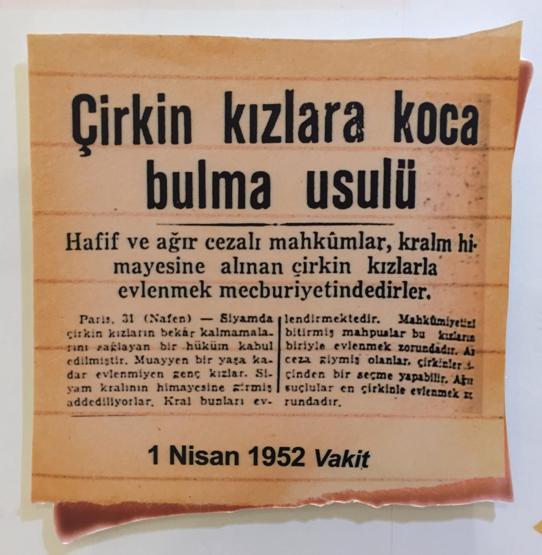 Çirkin kızlara koca
bulma usulü
Hafif ve ağır cezalı mahkûmlar, kralın hi-
mayesine alınan çirkin kızlarla
evlenmek mecburiyetindedirler.
Paris, 31 (Nafen) — Siyamda
çirkin kızların bekâr kalmamala-
rını sağlayan bir hüküm kabul
edilmiştir. Muayyen bir yaşa ka-
dar evlenmiyen genç kızlar. Si-
yam kralının himayesine girmiş
addediliyorlar. Kral bunları ev-
lendirmektedir. Mahkûmiyetini
bitirmiş mahpuslar bu kızların
biriyle evlenmek zorundadır. Az
ceza giymiş olanlar, çirkinler i-
çinden bir seçme yapabilir. Ağır
suçlular en çirkinle evlenmek zo
rundadır.
1 Nisan 1952 Vakit